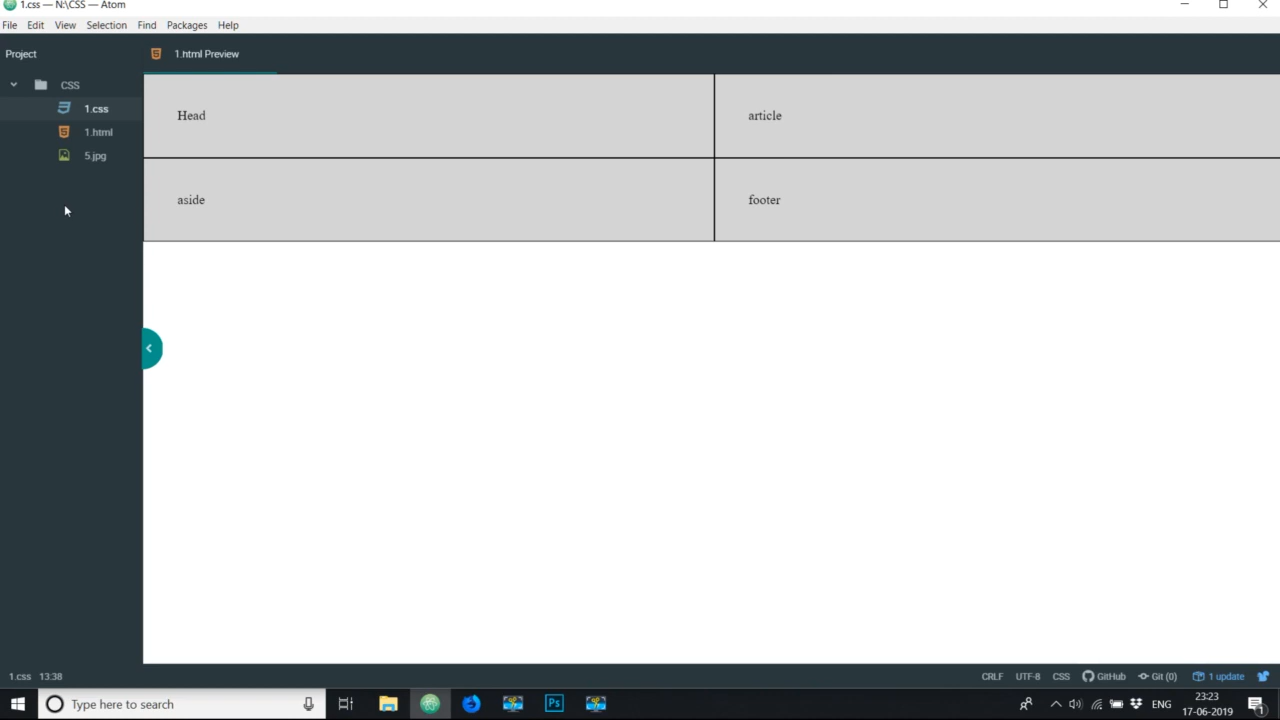 1.css — N:\CSS — Atom
File Edit View Selection Find Packages Help
Project
1.html Preview
CSS
1.css
1.html
5.jpg
Head
article
aside
footer
1.css 13:38
CRLF UTF-8 CSS GitHub Git (0) 1 update
Type here to search
Ps
ENG
23:23
17-06-2019
1